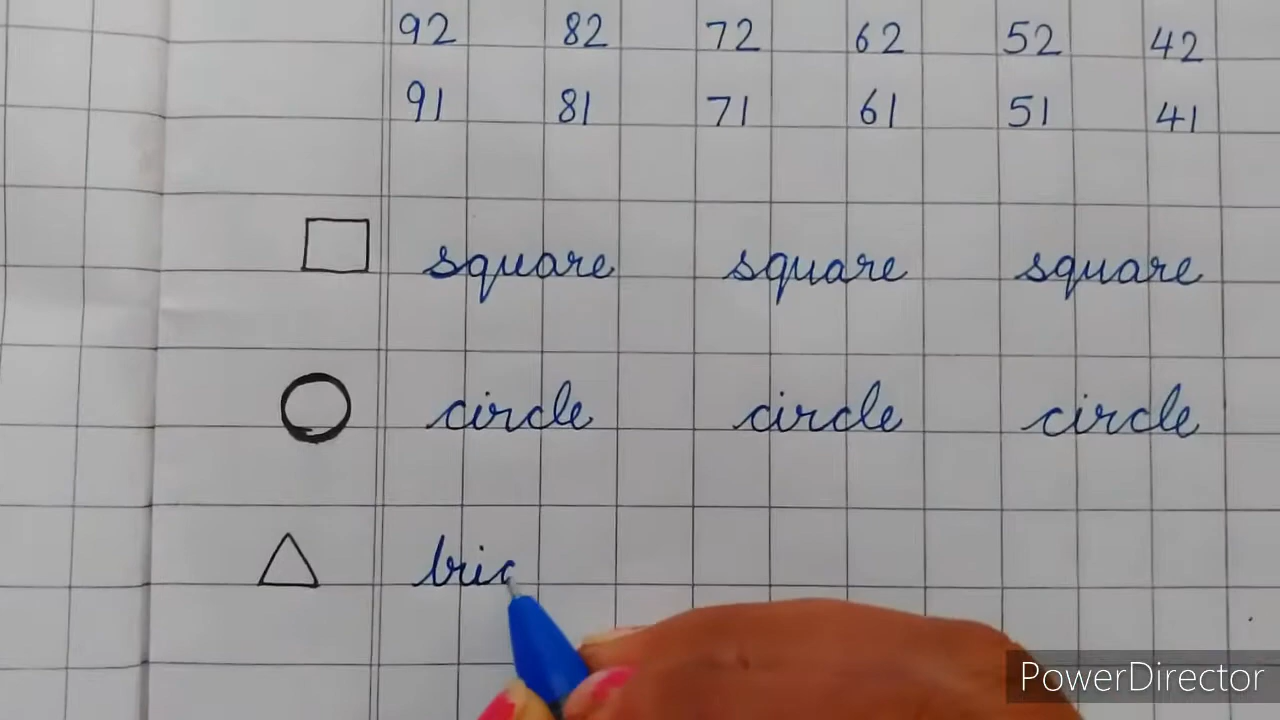 92 82 72 62 52 42
91 81 71 61 51 41
square square square
circle circle circle
tria
PowerDirector